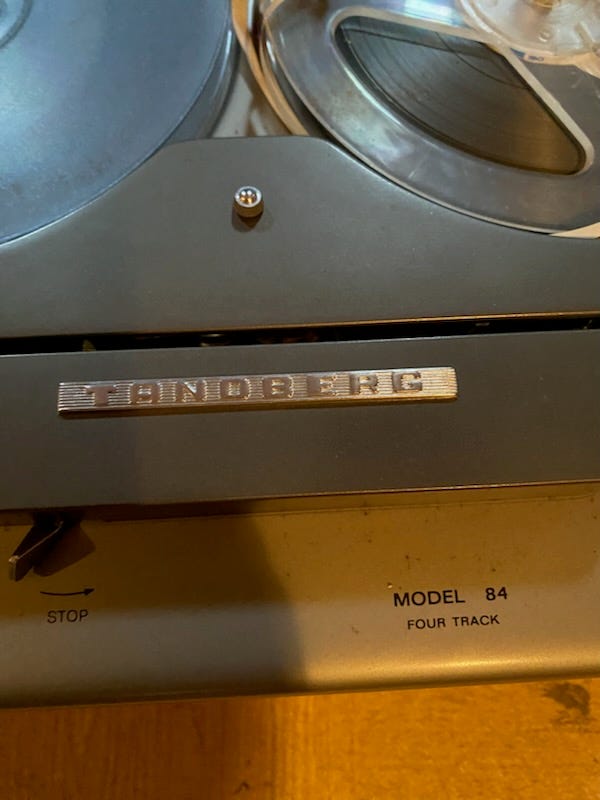 TANDBERG
STOP
MODEL 84
FOUR TRACK